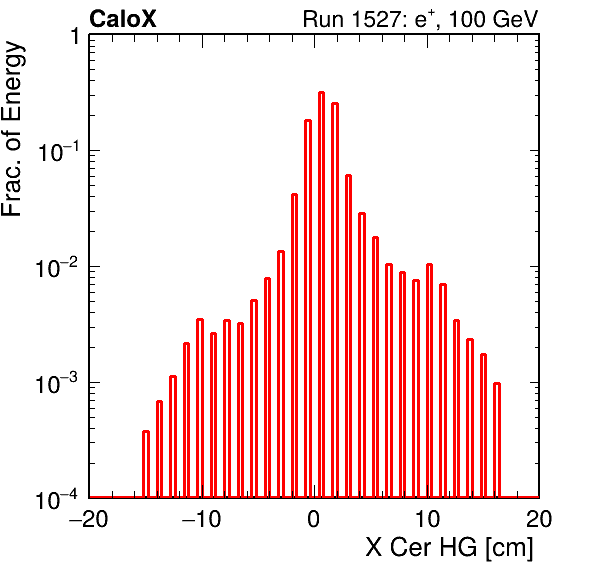 CaloX Run 1527: e⁺, 100 GeV
Frac. of Energy
1
10⁻¹
10⁻²
10⁻³
10⁻⁴
−20 −10 0 10 20
X Cer HG [cm]